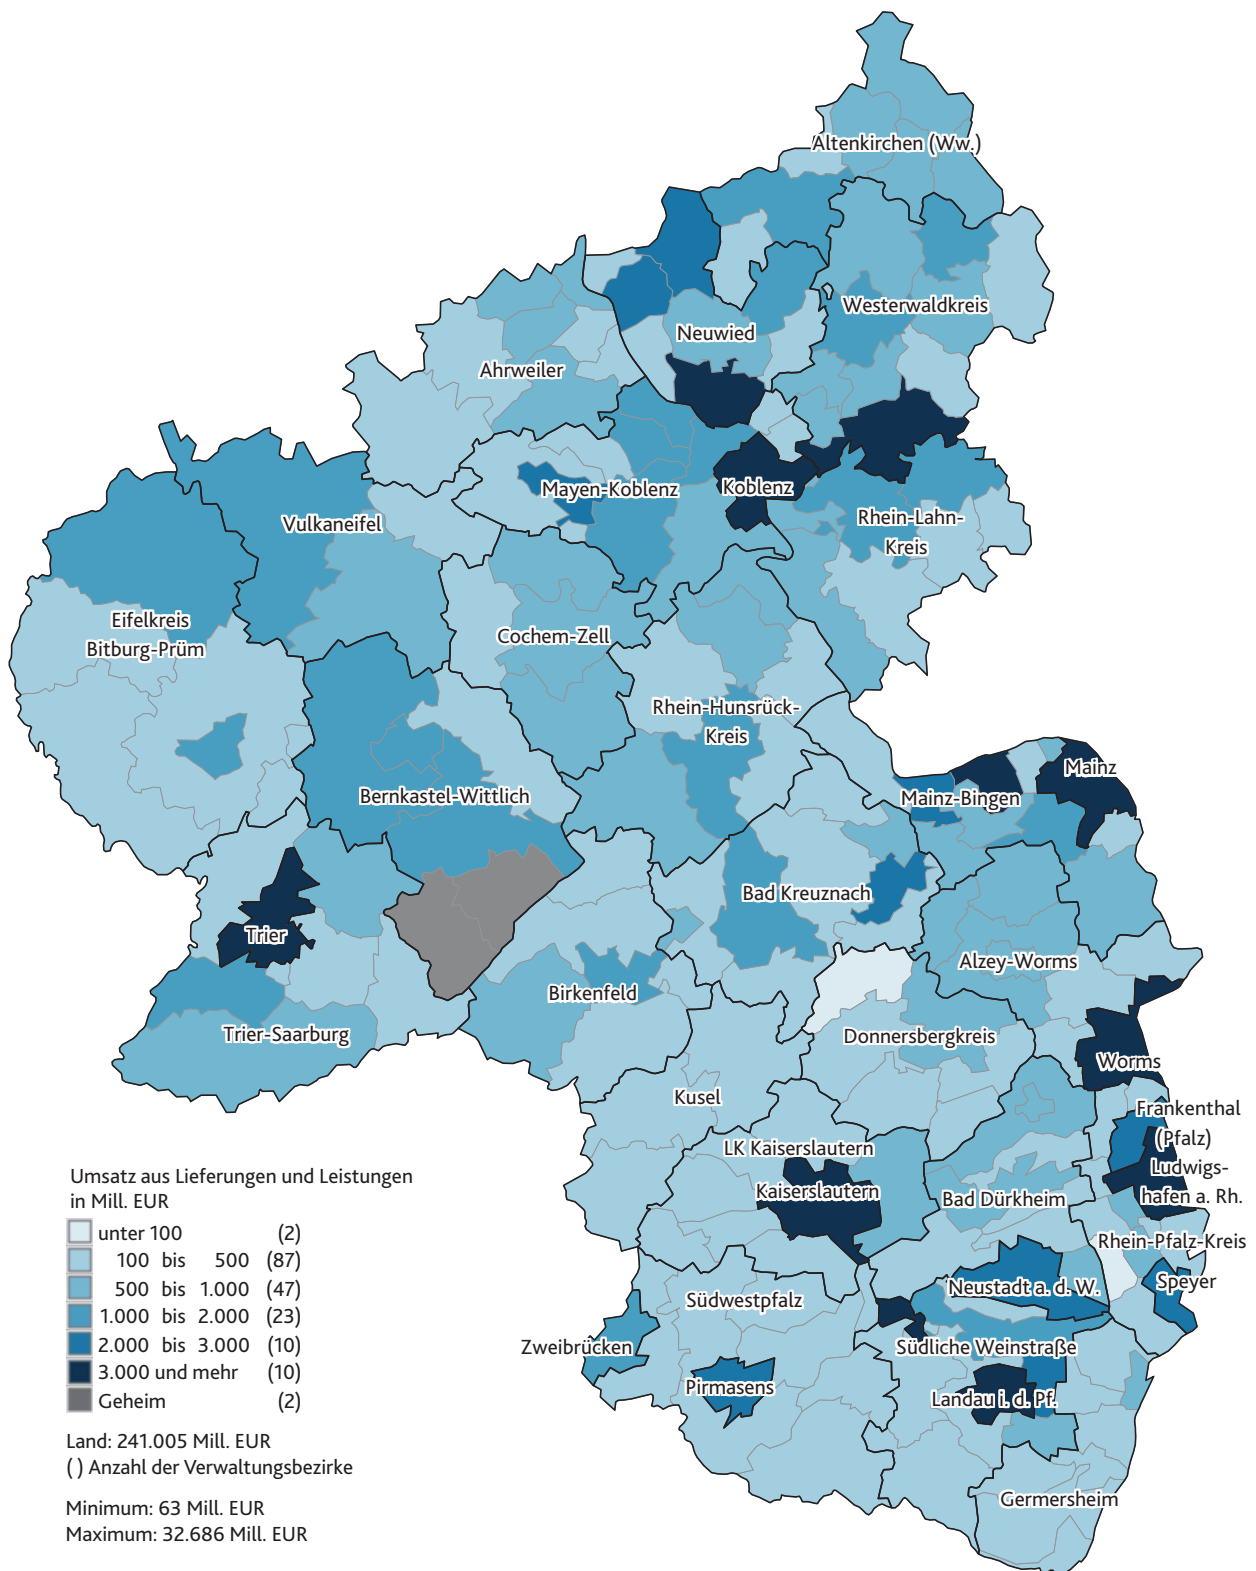 Altenkirchen (Ww.)
Westerwaldkreis
Neuwied
Ahrweiler
Mayen-Koblenz
Koblenz
Rhein-Lahn-
Kreis
Vulkaneifel
Eifelkreis
Bitburg-Prüm
Cochem-Zell
Rhein-Hunsrück-
Kreis
Mainz
Mainz-Bingen
Bernkastel-Wittlich
Bad Kreuznach
Trier
Alzey-Worms
Birkenfeld
Trier-Saarburg
Donnersbergkreis
Worms
Kusel
Frankenthal
(Pfalz)
LK Kaiserslautern
Ludwigs-
hafen a. Rh.
Kaiserslautern
Bad Dürkheim
Rhein-Pfalz-Kreis
Neustadt a. d. W.
Speyer
Südwestpfalz
Zweibrücken
Südliche Weinstraße
Pirmasens
Landau i. d. Pf.
Germersheim
Umsatz aus Lieferungen und Leistungen
in Mill. EUR
unter 100 (2)
100 bis 500 (87)
500 bis 1.000 (47)
1.000 bis 2.000 (23)
2.000 bis 3.000 (10)
3.000 und mehr (10)
Geheim (2)
Land: 241.005 Mill. EUR
( ) Anzahl der Verwaltungsbezirke
Minimum: 63 Mill. EUR
Maximum: 32.686 Mill. EUR